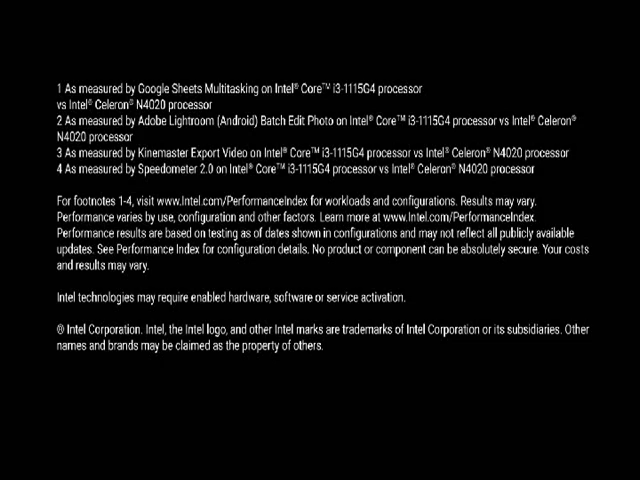 1 As measured by Google Sheets Multitasking on Intel® Core™ i3-1115G4 processor
vs Intel® Celeron® N4020 processor
2 As measured by Adobe Lightroom (Android) Batch Edit Photo on Intel® Core™ i3-1115G4 processor vs Intel® Celeron®
N4020 processor
3 As measured by Kinemaster Export Video on Intel® Core™ i3-1115G4 processor vs Intel® Celeron® N4020 processor
4 As measured by Speedometer 2.0 on Intel® Core™ i3-1115G4 processor vs Intel® Celeron® N4020 processor
For footnotes 1-4, visit www.Intel.com/PerformanceIndex for workloads and configurations. Results may vary.
Performance varies by use, configuration and other factors. Learn more at www.Intel.com/PerformanceIndex.
Performance results are based on testing as of dates shown in configurations and may not reflect all publicly available
updates. See Performance Index for configuration details. No product or component can be absolutely secure. Your costs
and results may vary.
Intel technologies may require enabled hardware, software or service activation.
® Intel Corporation. Intel, the Intel logo, and other Intel marks are trademarks of Intel Corporation or its subsidiaries. Other
names and brands may be claimed as the property of others.